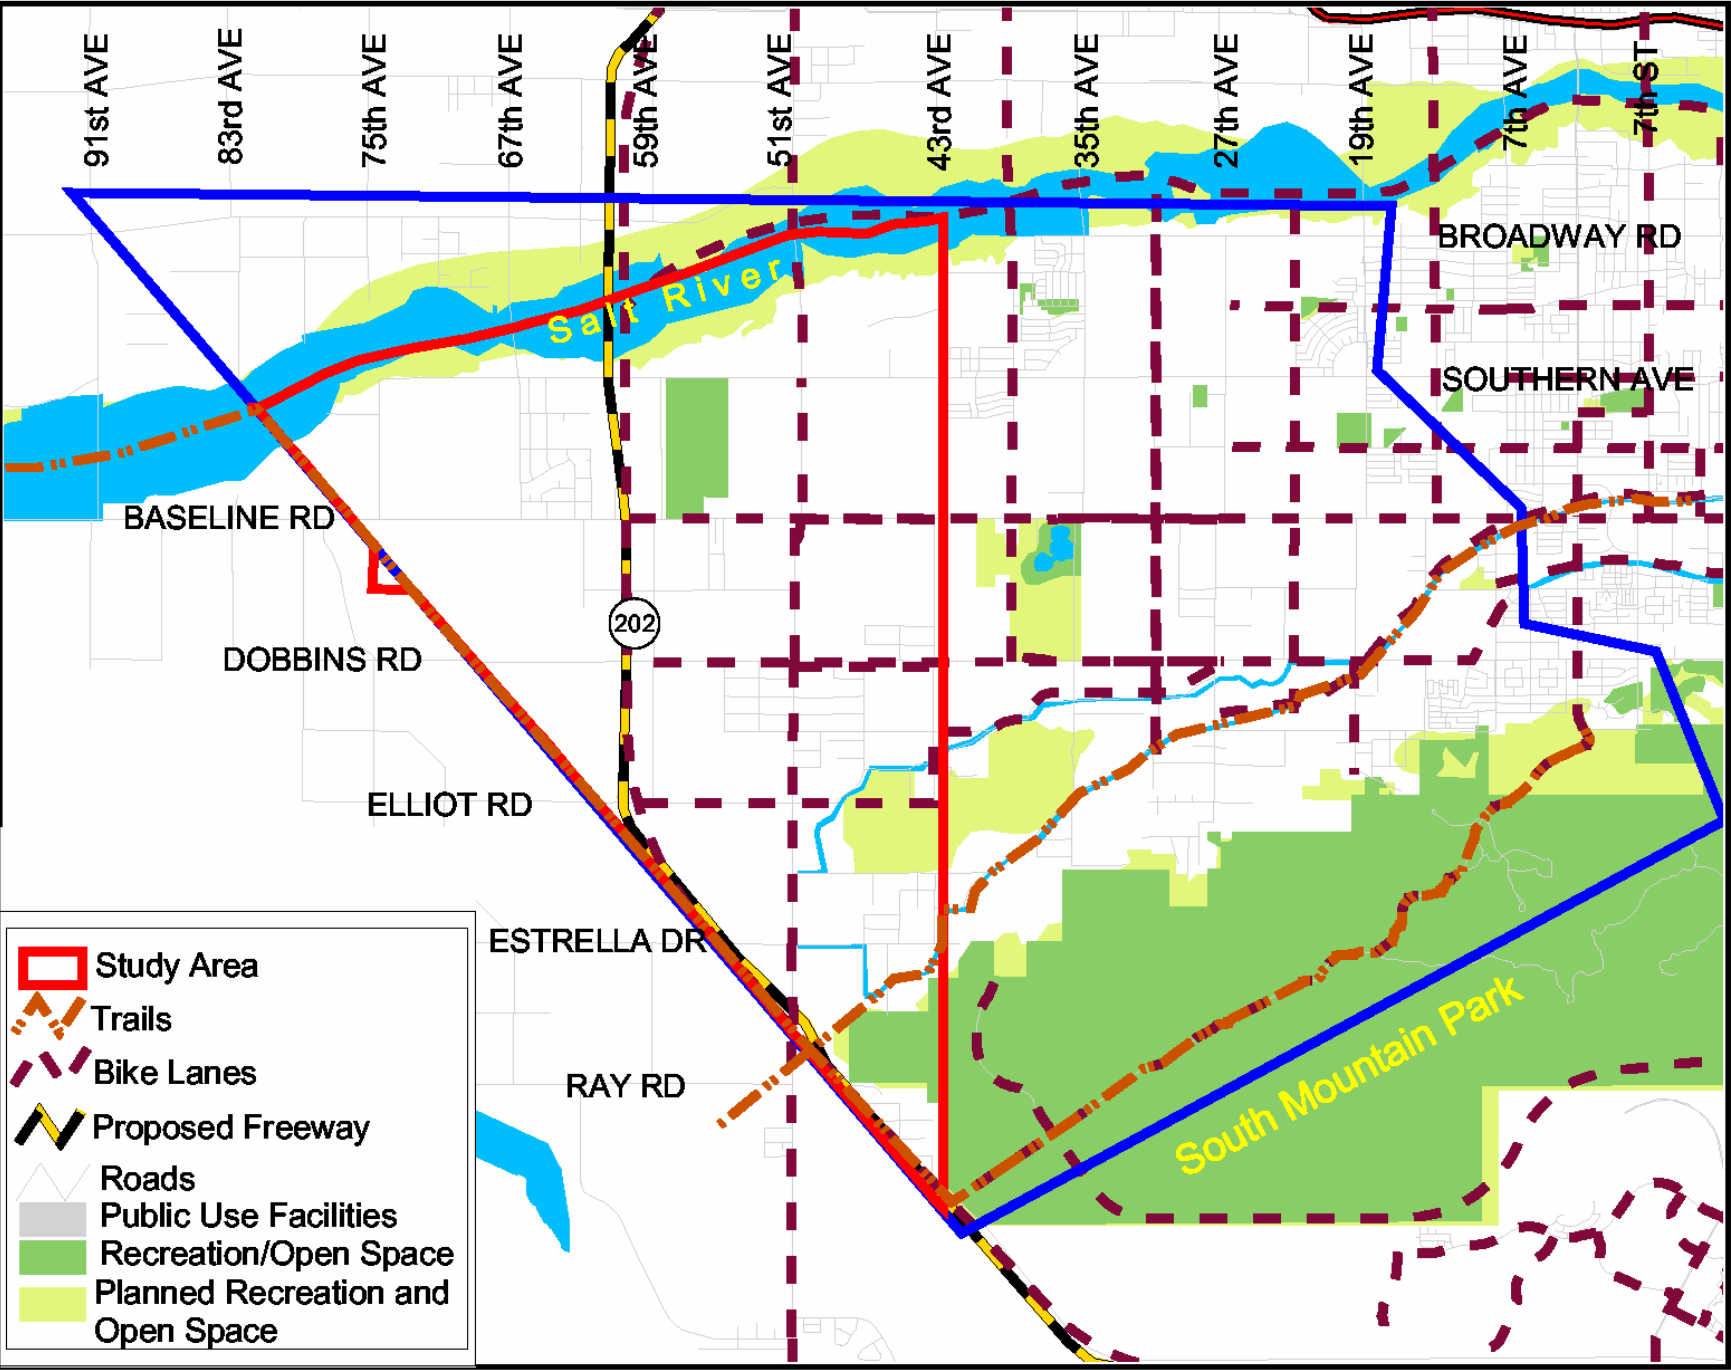 91st AVE
83rd AVE
75th AVE
67th AVE
59th AVE
51st AVE
43rd AVE
35th AVE
27th AVE
19th AVE
7th AVE
7th ST
BROADWAY RD
Salt River
SOUTHERN AVE
BASELINE RD
202
DOBBINS RD
ELLIOT RD
ESTRELLA DR
RAY RD
South Mountain Park
Study Area
Trails
Bike Lanes
Proposed Freeway
Roads
Public Use Facilities
Recreation/Open Space
Planned Recreation and
Open Space